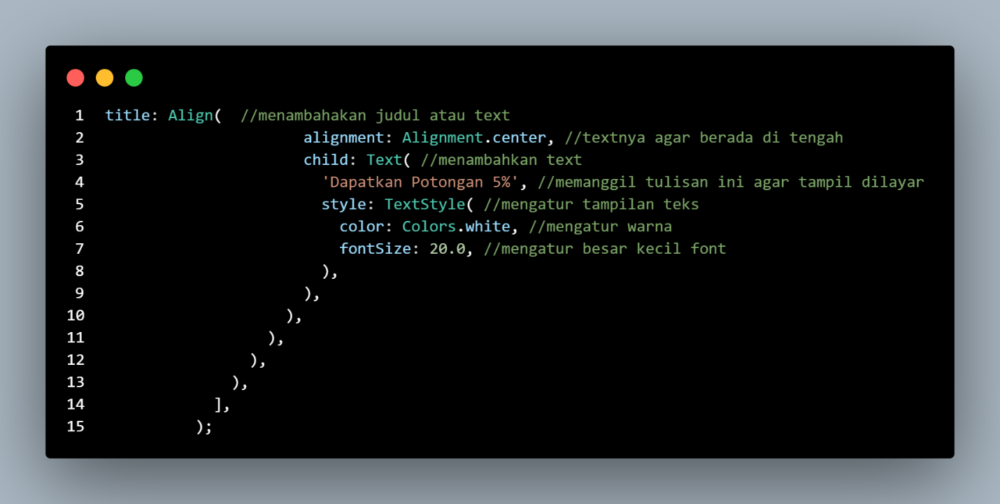 1 title: Align(  //menambahakan judul atau text
2                       alignment: Alignment.center, //textnya agar berada di tengah
3                       child: Text( //menambahkan text
4                         'Dapatkan Potongan 5%', //memanggil tulisan ini agar tampil dilayar
5                         style: TextStyle( //mengatur tampilan teks
6                           color: Colors.white, //mengatur warna
7                           fontSize: 20.0, //mengatur besar kecil font
8                         ),
9                       ),
10                     ),
11                   ),
12                 ),
13               ),
14             ],
15           );